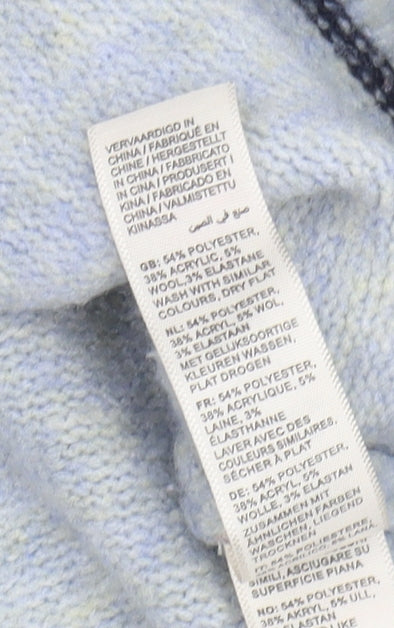 VERVAARDIGD IN
CHINA / FABRIQUÉ EN
CHINE / HERGESTELLT
IN CHINA / FABBRICATO
IN CINA / PRODUSERT I
KINA / FABRICADO EN
CHINA / VALMISTETTU
KIINASSA
صنع في الصين
GB: 54% POLYESTER,
38% ACRYLIC, 5%
WOOL,3% ELASTANE
WASH WITH SIMILAR
COLOURS, DRY FLAT
NL: 54% POLYESTER,
38% ACRYL, 5% WOL,
3% ELASTAAN
MET GELIJKSOORTIGE
KLEUREN WASSEN,
PLAT DROGEN
FR: 54% POLYESTER,
38% ACRYLIQUE, 5%
LAINE, 3%
ÉLASTHANNE
LAVER AVEC DES
COULEURS SIMILAIRES,
SÉCHER À PLAT
DE: 54% POLYESTER,
38% ACRYL, 5%
WOLLE, 3% ELASTAN
ZUSAMMEN MIT
ÄHNLICHEN FARBEN
WASCHEN, LIEGEND
TROCKNEN
IT: 54% POLIESTERE,
SIMILI, ASCIUGARE SU
SUPERFICIE PIANA
NO: 54% POLYESTER,
38% AKRYL, 5% ULL,
ELASTAN